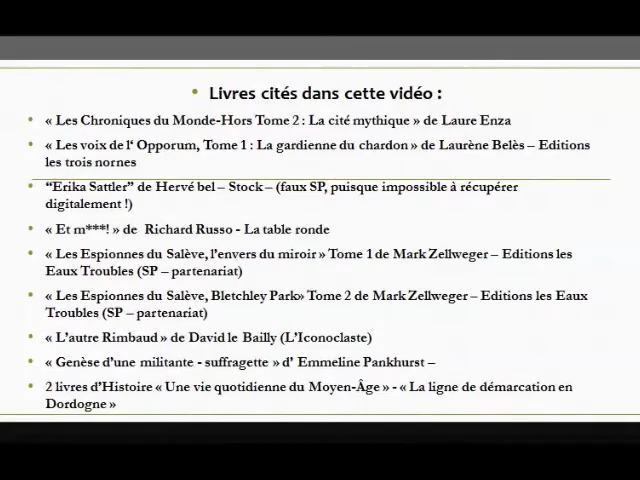 • Livres cités dans cette vidéo :
• « Les Chroniques du Monde-Hors Tome 2 : La cité mythique » de Laure Enza
• « Les voix de l‘ Opporum, Tome 1 : La gardienne du chardon » de Laurène Belès – Editions
les trois nornes
• “Erika Sattler” de Hervé bel – Stock – (faux SP, puisque impossible à récupérer
digitalement !)
• « Et m***! » de Richard Russo - La table ronde
• « Les Espionnes du Salève, l’envers du miroir » Tome 1 de Mark Zellweger – Editions les
Eaux Troubles (SP – partenariat)
• « Les Espionnes du Salève, Bletchley Park» Tome 2 de Mark Zellweger – Editions les Eaux
Troubles (SP – partenariat)
• « L’autre Rimbaud » de David le Bailly (L’Iconoclaste)
• « Genèse d’une militante - suffragette » d’ Emmeline Pankhurst –
• 2 livres d’Histoire « Une vie quotidienne du Moyen-Âge » - « La ligne de démarcation en
Dordogne »